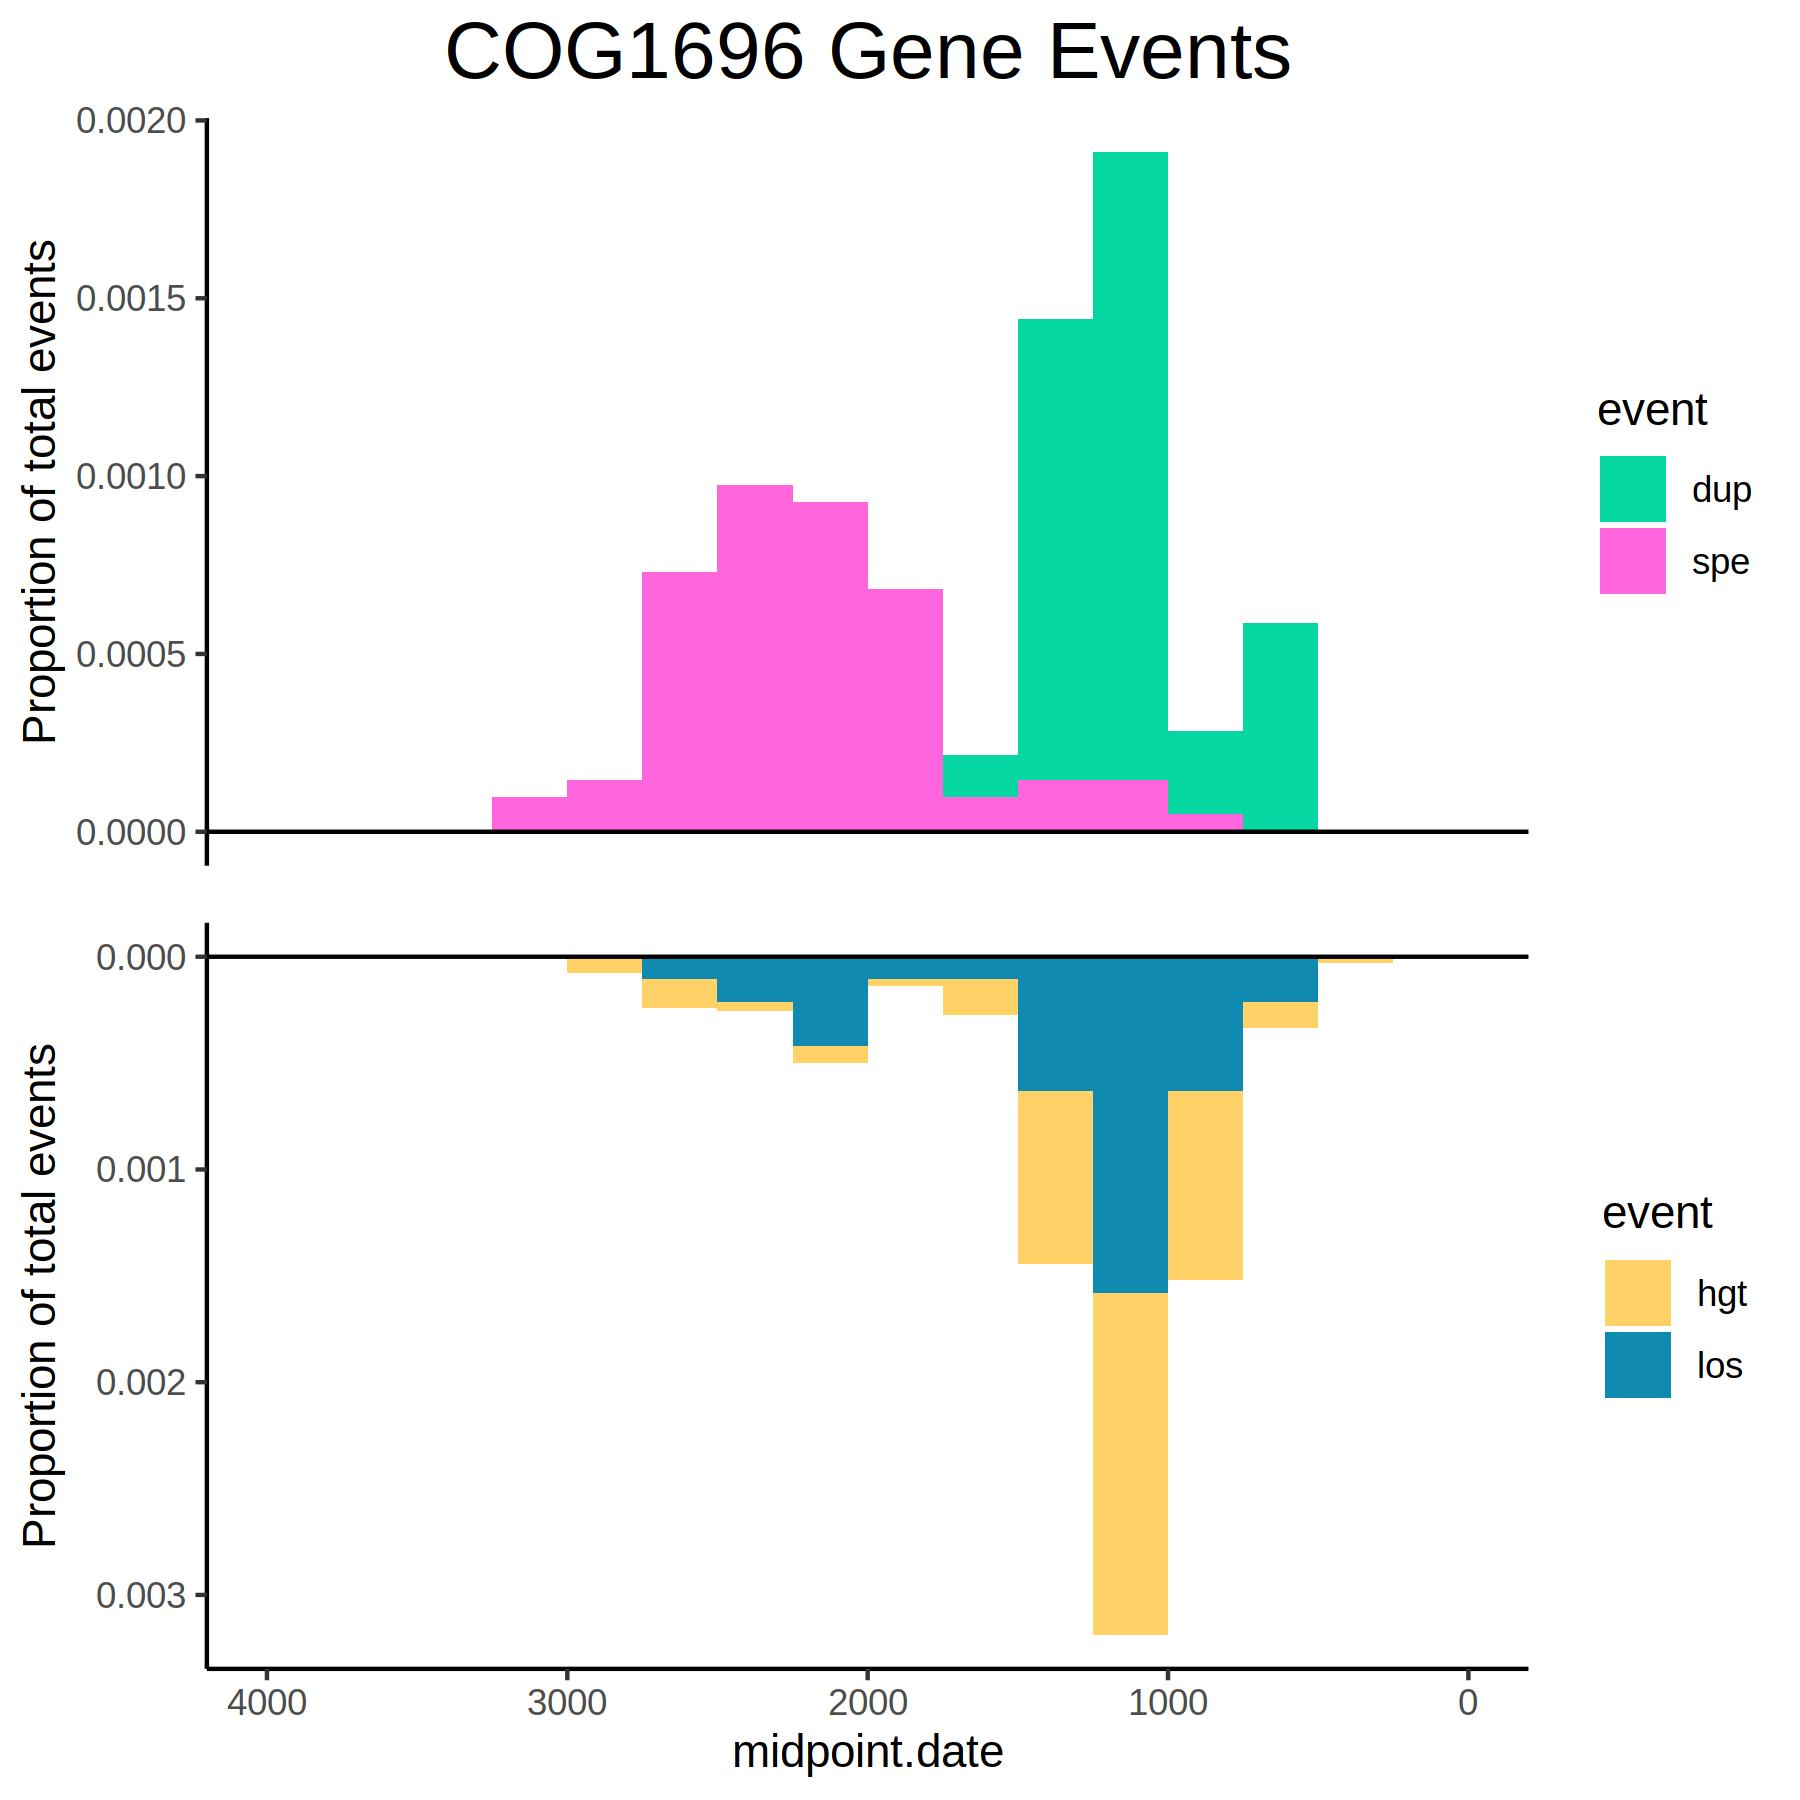 COG1696 Gene Events
Proportion of total events
0.0020
0.0015
0.0010
0.0005
0.0000
event
dup
spe
Proportion of total events
0.000
0.001
0.002
0.003
event
hgt
los
4000 3000 2000 1000 0
midpoint.date